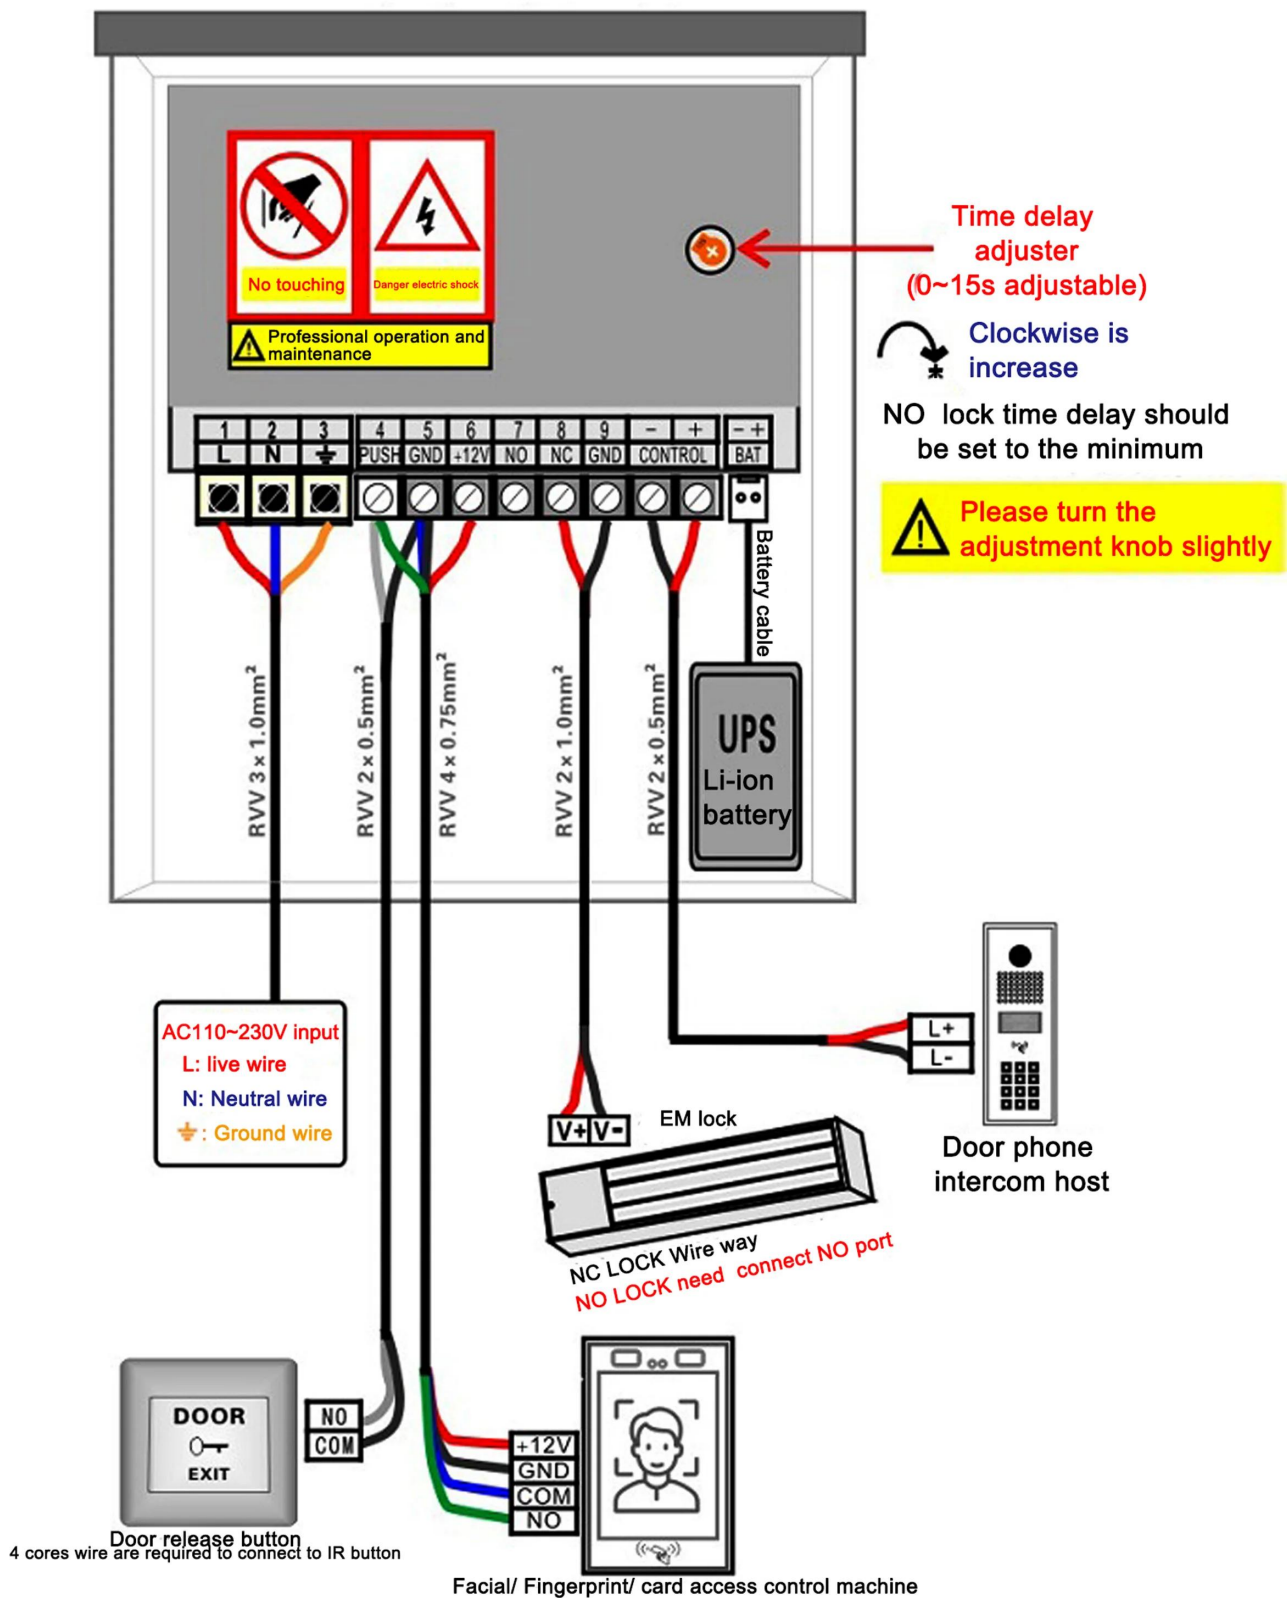 No touching
Danger electric shock
Professional operation and
maintenance
Time delay
adjuster
(0~15s adjustable)
Clockwise is
increase
NO lock time delay should
be set to the minimum
Please turn the
adjustment knob slightly
1 2 3 4 5 6 7 8 9 - + - +
L N PUSH GND +12V NO NC GND CONTROL BAT
Battery cable
RVV 3×1.0mm²
RVV 2×0.5mm²
RVV 4×0.75mm²
RVV 2×1.0mm²
RVV 2×0.5mm²
UPS
Li-ion
battery
AC110~230V input
L: live wire
N: Neutral wire
: Ground wire
L+
L-
Door phone
intercom host
V+ V-
EM lock
NC LOCK Wire way
NO LOCK need connect NO port
DOOR
EXIT
NO
COM
Door release button
4 cores wire are required to connect to IR button
+12V
GND
COM
NO
Facial/ Fingerprint/ card access control machine